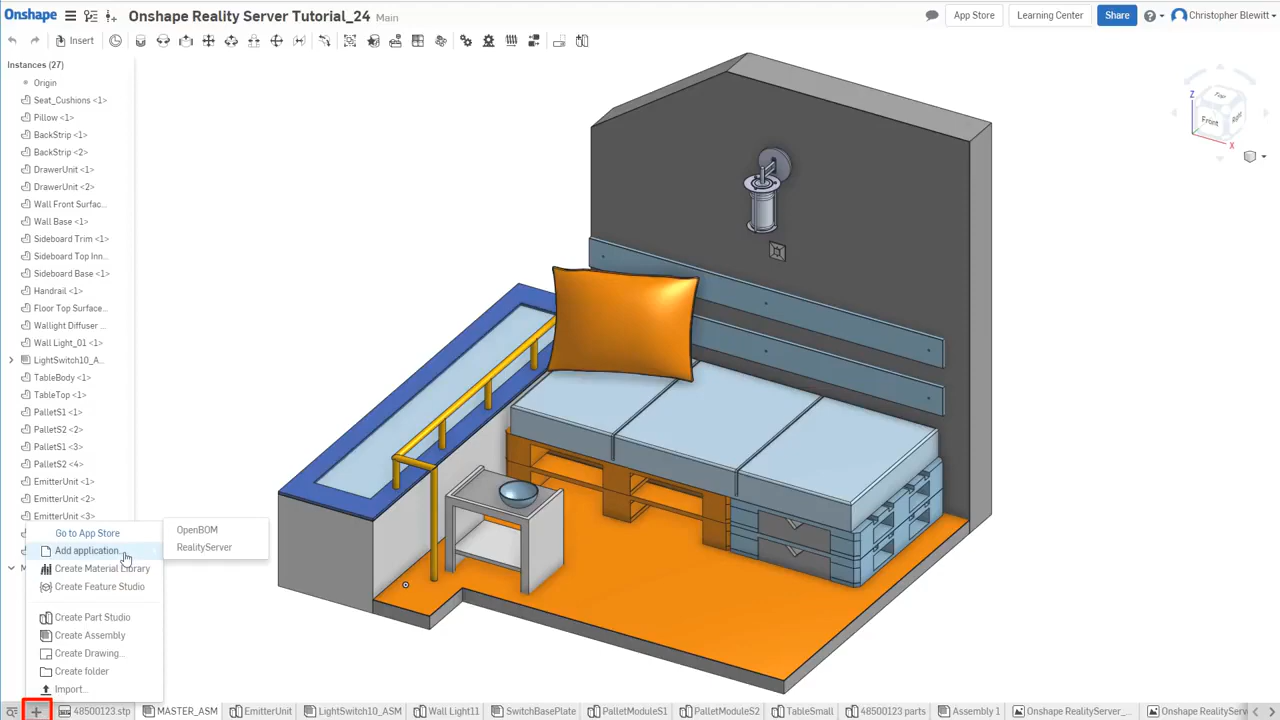 Onshape Onshape Reality Server Tutorial_24 Main App Store Learning Center Share Christopher Blewitt
Insert
Instances (27)
Origin
Seat_Cushions <1>
Pillow <1>
BackStrip <1>
BackStrip <2>
DrawerUnit <1>
DrawerUnit <2>
Wall Front Surfac...
Wall Base <1>
Sideboard Trim <1>
Sideboard Top Inn...
Sideboard Base <1>
Handrail <1>
Floor Top Surface...
Wallight Diffuser ...
Wall Light_01 <1>
LightSwitch10_A...
TableBody <1>
TableTop <1>
PalletS1 <1>
PalletS1 <2>
PalletS1 <3>
PalletS2 <4>
EmitterUnit <1>
EmitterUnit <2>
EmitterUnit <3>
Z
Top
Front
Right
X
Go to App Store
Add application...
Create Material Library
Create Feature Studio
Create Part Studio
Create Assembly
Create Drawing...
Create folder
Import...
OpenBOM
RealityServer
48500123.stp MASTER_ASM EmitterUnit LightSwitch10_ASM Wall Light11 SwitchBasePlate PalletModuleS1 PalletModuleS2 TableSmall 48500123 parts Assembly 1 Onshape RealityServer_... Onshape RealityServ